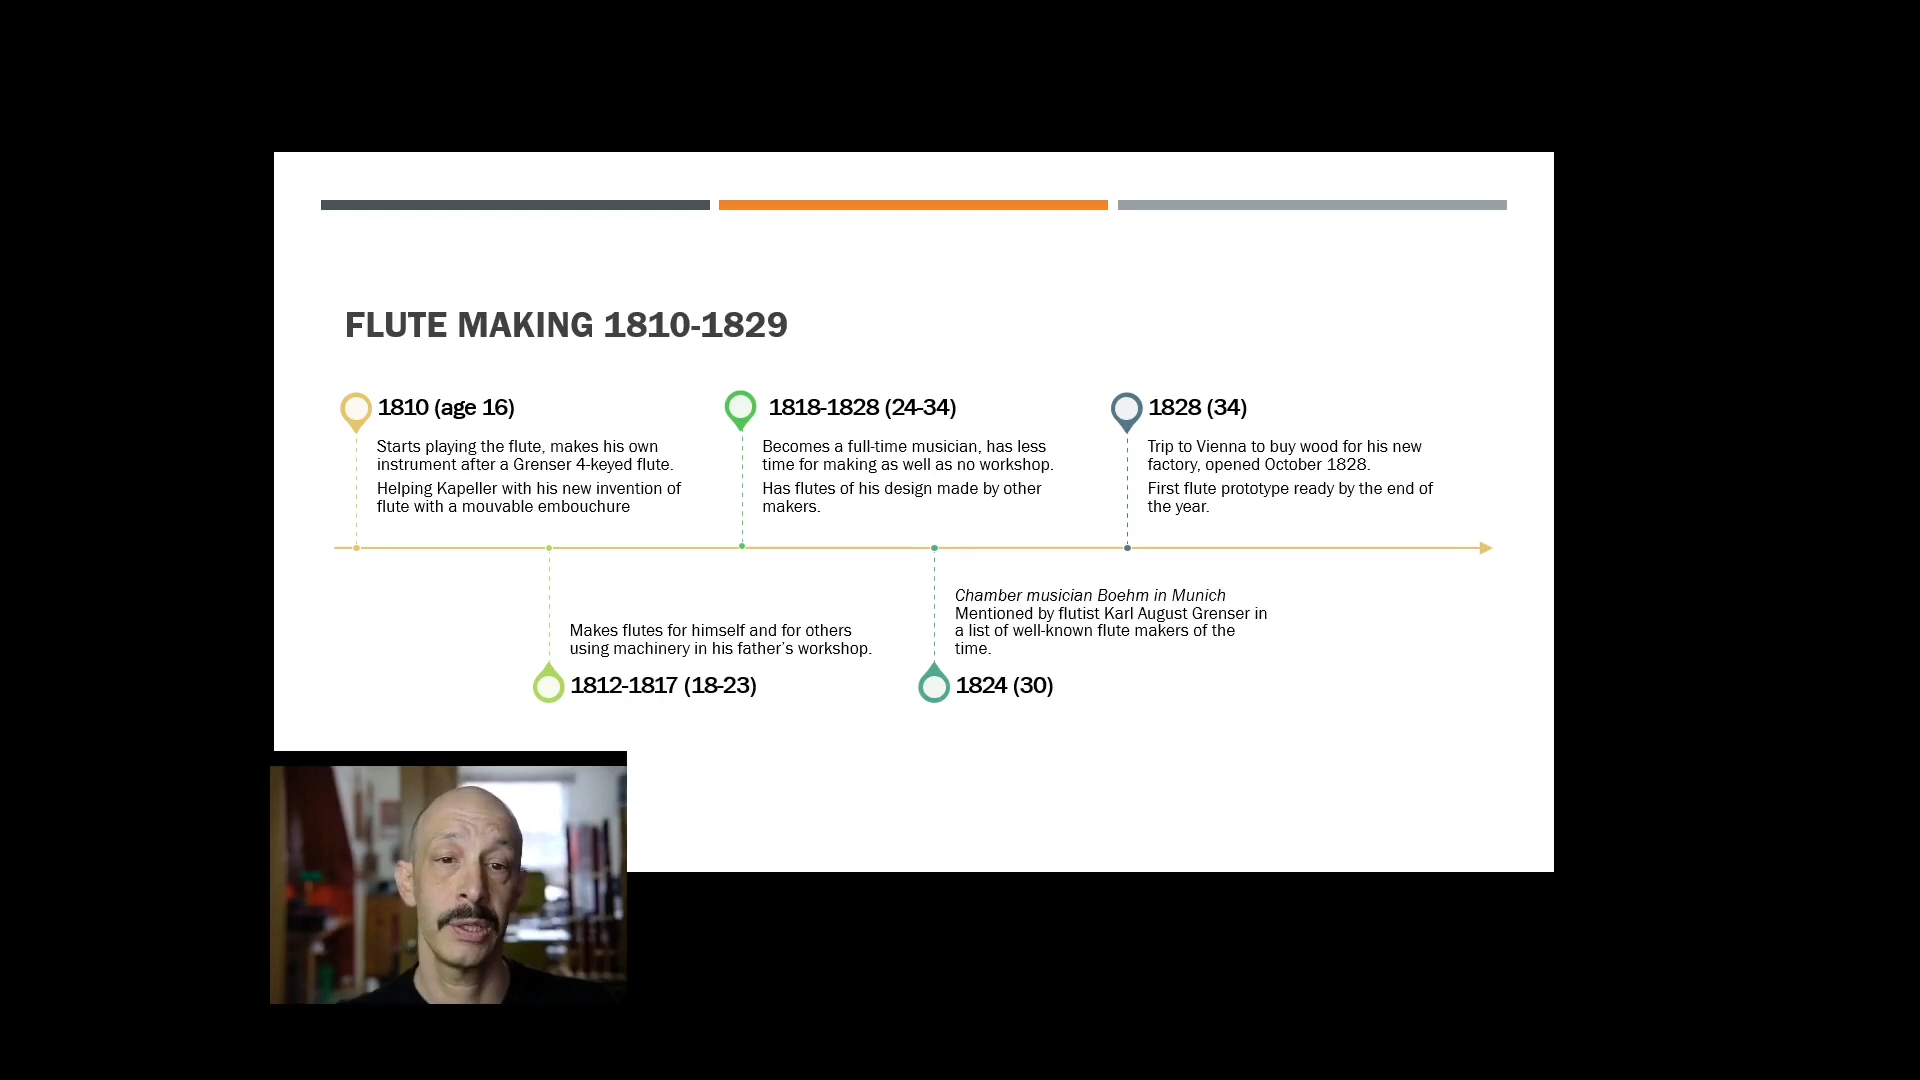 FLUTE MAKING 1810-1829
1810 (age 16)
Starts playing the flute, makes his own
instrument after a Grenser 4-keyed flute.
Helping Kapeller with his new invention of
flute with a mouvable embouchure
1818-1828 (24-34)
Becomes a full-time musician, has less
time for making as well as no workshop.
Has flutes of his design made by other
makers.
1828 (34)
Trip to Vienna to buy wood for his new
factory, opened October 1828.
First flute prototype ready by the end of
the year.
Makes flutes for himself and for others
using machinery in his father’s workshop.
1812-1817 (18-23)
Chamber musician Boehm in Munich
Mentioned by flutist Karl August Grenser in
a list of well-known flute makers of the
time.
1824 (30)